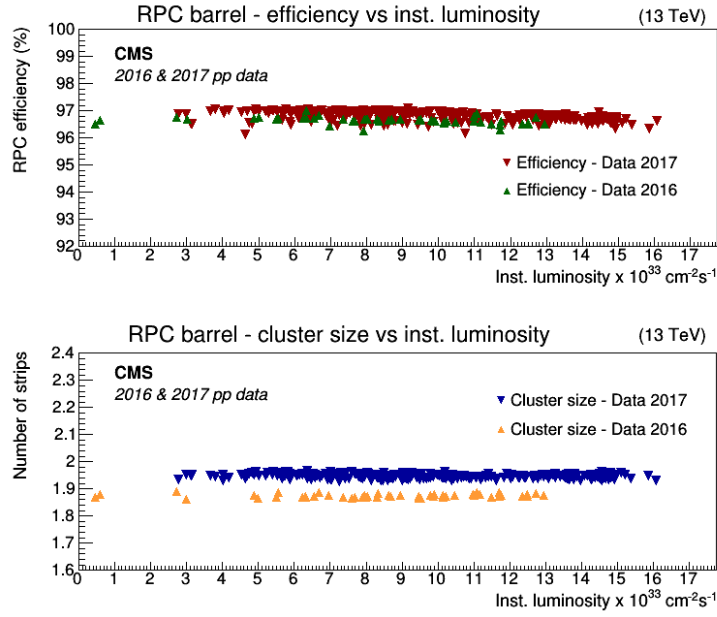 RPC barrel - efficiency vs inst. luminosity (13 TeV)
RPC efficiency (%)
100
99
98
97
96
95
94
93
92
CMS
2016 & 2017 pp data
Efficiency - Data 2017
Efficiency - Data 2016
0 1 2 3 4 5 6 7 8 9 10 11 12 13 14 15 16 17
Inst. luminosity x 10³³ cm⁻²s⁻¹
RPC barrel - cluster size vs inst. luminosity (13 TeV)
Number of strips
2.4
2.3
2.2
2.1
2
1.9
1.8
1.7
1.6
CMS
2016 & 2017 pp data
Cluster size - Data 2017
Cluster size - Data 2016
0 1 2 3 4 5 6 7 8 9 10 11 12 13 14 15 16 17
Inst. luminosity x 10³³ cm⁻²s⁻¹